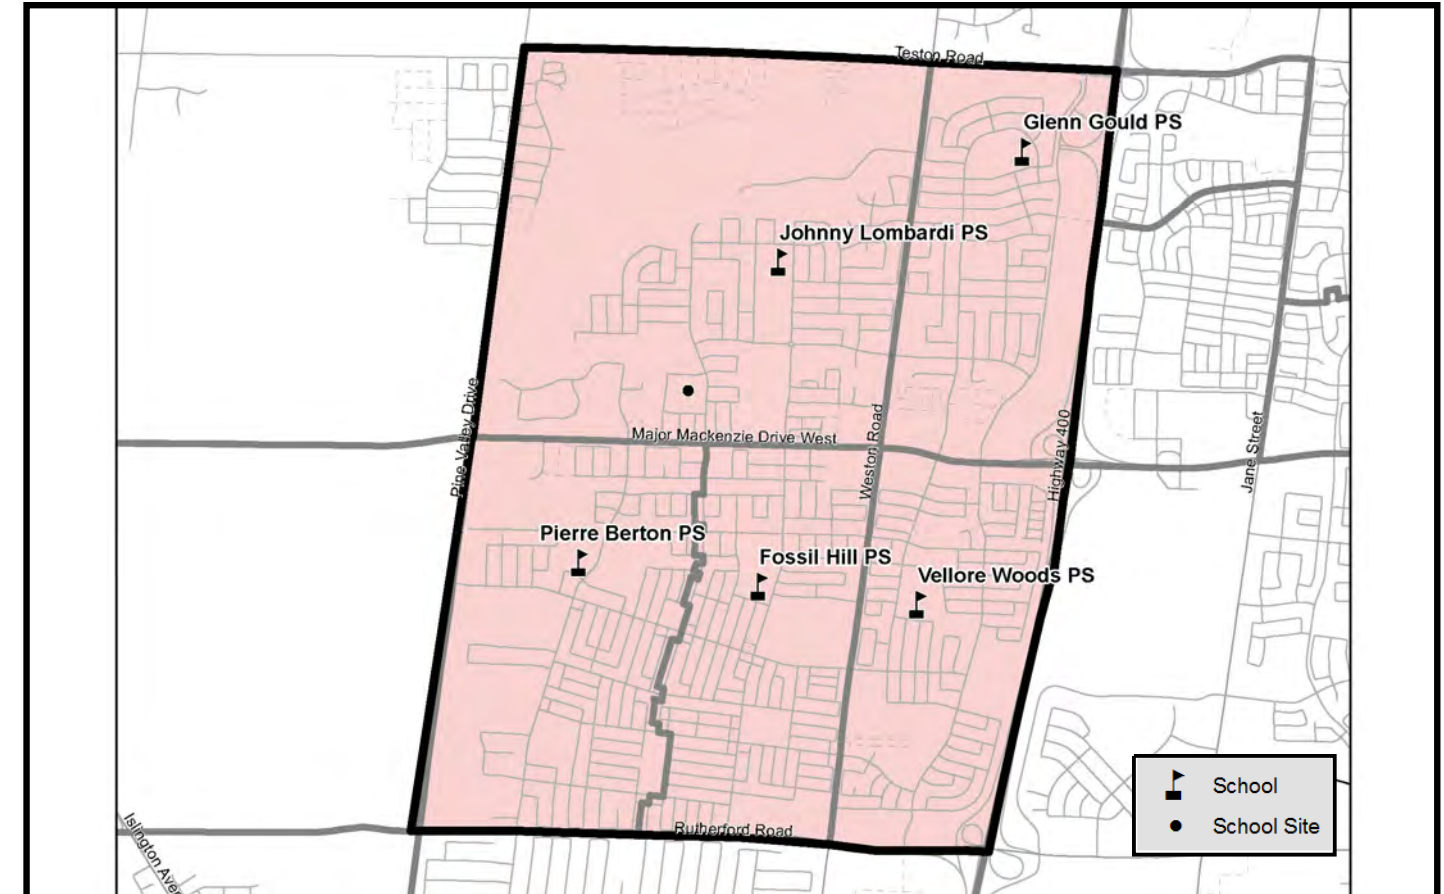 Teston Road
Glenn Gould PS
Johnny Lombardi PS
Pine Valley Drive
Major Mackenzie Drive West
Weston Road
Highway 400
Jane Street
Pierre Berton PS
Fossil Hill PS
Vellore Woods PS
School
School Site
Rutherford Road
Islington Aven